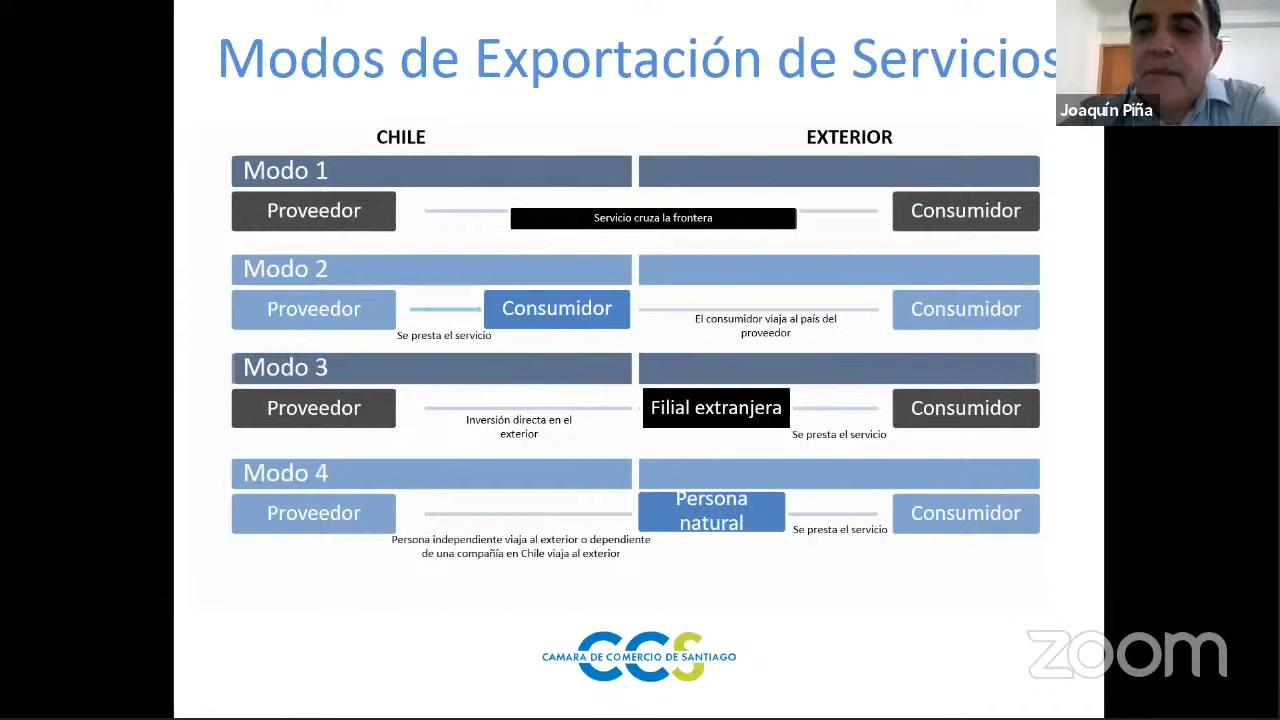 Modos de Exportación de Servicios
Joaquín Piña
CHILE
EXTERIOR
Modo 1
Proveedor
Servicio cruza la frontera
Consumidor
Modo 2
Proveedor
Consumidor
Consumidor
Se presta el servicio
El consumidor viaja al país del
proveedor
Modo 3
Proveedor
Filial extranjera
Consumidor
Inversión directa en el
exterior
Se presta el servicio
Modo 4
Proveedor
Persona
natural
Consumidor
Se presta el servicio
Persona independiente viaja al exterior o dependiente
de una compañía en Chile viaja al exterior
CCS
CAMARA DE COMERCIO DE SANTIAGO
zoom